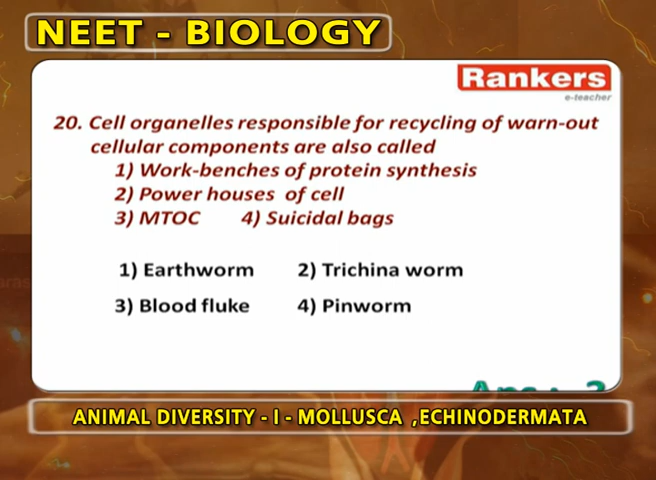 NEET - BIOLOGY
Rankers
e-teacher
20. Cell organelles responsible for recycling of warn-out
cellular components are also called
1) Work-benches of protein synthesis
2) Power houses of cell
3) MTOC 4) Suicidal bags
1) Earthworm 2) Trichina worm
3) Blood fluke 4) Pinworm
ANIMAL DIVERSITY - I - MOLLUSCA ,ECHINODERMATA